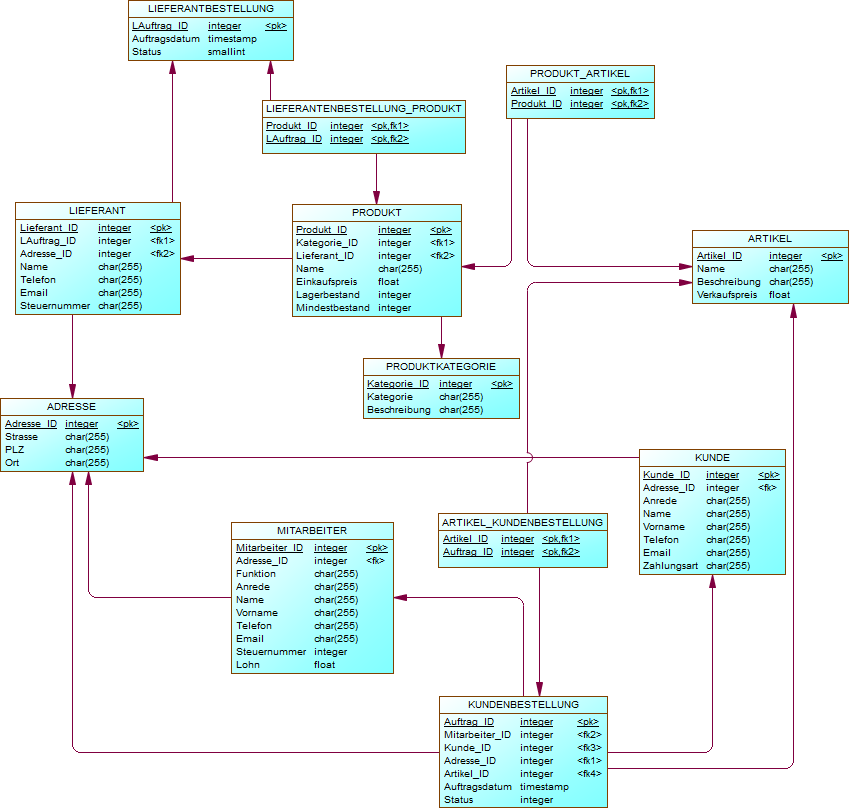 LIEFERANTBESTELLUNG
LAuftrag_ID integer <pk>
Auftragsdatum timestamp
Status smallint
PRODUKT_ARTIKEL
Artikel_ID integer <pk,fk1>
Produkt_ID integer <pk,fk2>
LIEFERANTENBESTELLUNG_PRODUKT
Produkt_ID integer <pk,fk1>
LAuftrag_ID integer <pk,fk2>
LIEFERANT
Lieferant_ID integer <pk>
LAuftrag_ID integer <fk1>
Adresse_ID integer <fk2>
Name char(255)
Telefon char(255)
Email char(255)
Steuernummer char(255)
PRODUKT
Produkt_ID integer <pk>
Kategorie_ID integer <fk1>
Lieferant_ID integer <fk2>
Name char(255)
Einkaufspreis float
Lagerbestand integer
Mindestbestand integer
ARTIKEL
Artikel_ID integer <pk>
Name char(255)
Beschreibung char(255)
Verkaufspreis float
PRODUKTKATEGORIE
Kategorie_ID integer <pk>
Kategorie char(255)
Beschreibung char(255)
ADRESSE
Adresse_ID integer <pk>
Strasse char(255)
PLZ char(255)
Ort char(255)
KUNDE
Kunde_ID integer <pk>
Adresse_ID integer <fk>
Anrede char(255)
Name char(255)
Vorname char(255)
Telefon char(255)
Email char(255)
Zahlungsart char(255)
ARTIKEL_KUNDENBESTELLUNG
Artikel_ID integer <pk,fk1>
Auftrag_ID integer <pk,fk2>
MITARBEITER
Mitarbeiter_ID integer <pk>
Adresse_ID integer <fk>
Funktion char(255)
Anrede char(255)
Name char(255)
Vorname char(255)
Telefon char(255)
Email char(255)
Steuernummer integer
Lohn float
KUNDENBESTELLUNG
Auftrag_ID integer <pk>
Mitarbeiter_ID integer <fk2>
Kunde_ID integer <fk3>
Adresse_ID integer <fk1>
Artikel_ID integer <fk4>
Auftragsdatum timestamp
Status integer